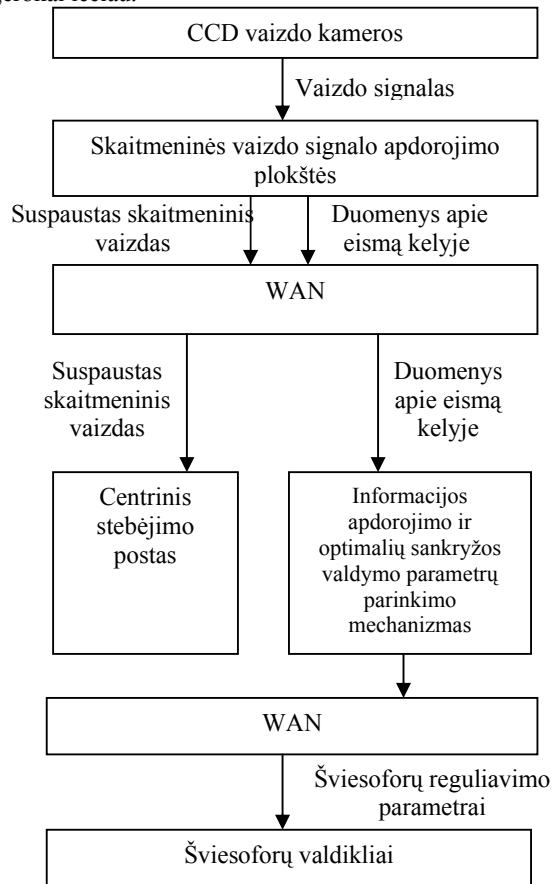 CCD vaizdo kameros
Vaizdo signalas
Skaitmeninės vaizdo signalo apdorojimo
plokštės
Suspaustas skaitmeninis
vaizdas
Duomenys apie
eismą kelyje
WAN
Suspaustas
skaitmeninis
vaizdas
Duomenys
apie eismą
kelyje
Centrinis
stebėjimo
postas
Informacijos
apdorojimo ir
optimalių sankryžos
valdymo parametrų
parinkimo
mechanizmas
WAN
Šviesoforų reguliavimo
parametrai
Šviesoforų valdikliai